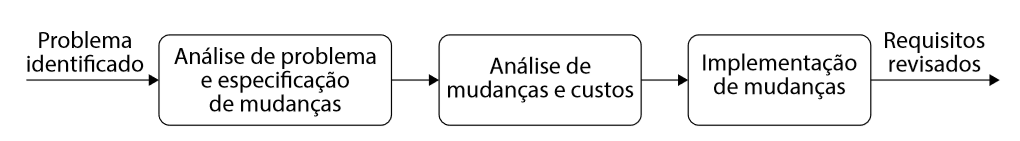 Problema
identificado
Análise de problema
e especificação
de mudanças
Análise de
mudanças e custos
Implementação
de mudanças
Requisitos
revisados